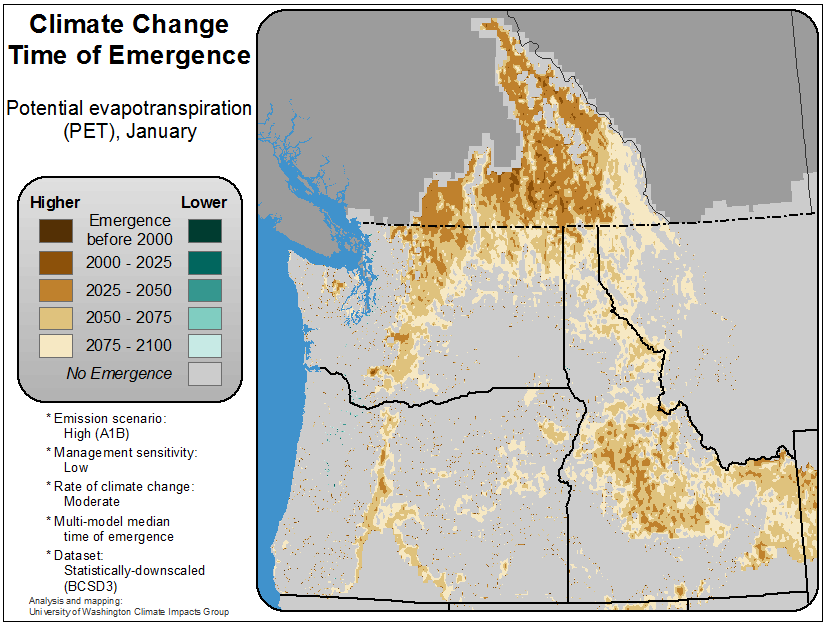 Climate Change
Time of Emergence
Potential evapotranspiration
(PET), January
Higher Lower
Emergence
before 2000
2000 - 2025
2025 - 2050
2050 - 2075
2075 - 2100
No Emergence
* Emission scenario:
High (A1B)
* Management sensitivity:
Low
* Rate of climate change:
Moderate
* Multi-model median
time of emergence
* Dataset:
Statistically-downscaled
(BCSD3)
Analysis and mapping:
University of Washington Climate Impacts Group